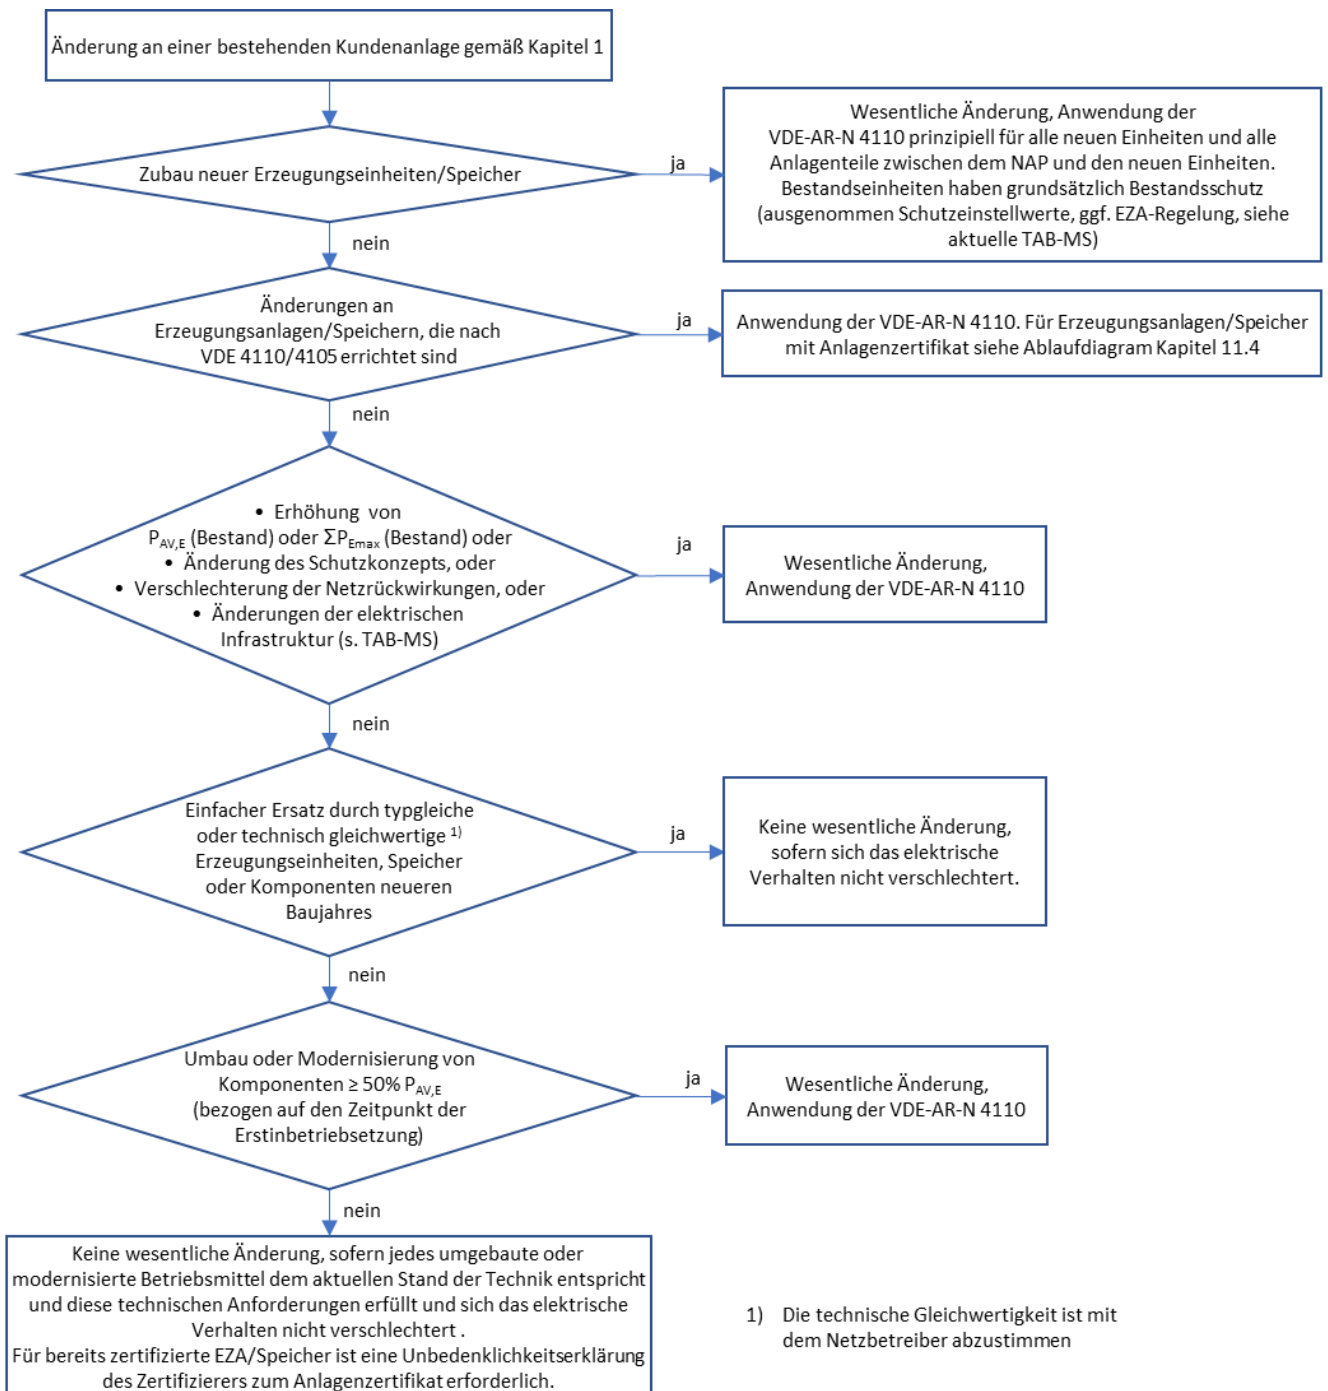 Änderung an einer bestehenden Kundenanlage gemäß Kapitel 1
Zubau neuer Erzeugungseinheiten/Speicher
ja
Wesentliche Änderung, Anwendung der
VDE-AR-N 4110 prinzipiell für alle neuen Einheiten und alle
Anlagenteile zwischen dem NAP und den neuen Einheiten.
Bestandseinheiten haben grundsätzlich Bestandsschutz
(ausgenommen Schutzeinstellwerte, ggf. EZA-Regelung, siehe
aktuelle TAB-MS)
nein
Änderungen an
Erzeugungsanlagen/Speichern, die nach
VDE 4110/4105 errichtet sind
ja
Anwendung der VDE-AR-N 4110. Für Erzeugungsanlagen/Speicher
mit Anlagenzertifikat siehe Ablaufdiagram Kapitel 11.4
nein
• Erhöhung von
P_AV,E (Bestand) oder ΣP_Emax (Bestand) oder
• Änderung des Schutzkonzepts, oder
• Verschlechterung der Netzrückwirkungen, oder
• Änderungen der elektrischen
Infrastruktur (s. TAB-MS)
ja
Wesentliche Änderung,
Anwendung der VDE-AR-N 4110
nein
Einfacher Ersatz durch typgleiche
oder technisch gleichwertige 1)
Erzeugungseinheiten, Speicher
oder Komponenten neueren
Baujahres
ja
Keine wesentliche Änderung,
sofern sich das elektrische
Verhalten nicht verschlechtert.
nein
Umbau oder Modernisierung von
Komponenten ≥ 50% P_AV,E
(bezogen auf den Zeitpunkt der
Erstinbetriebsetzung)
ja
Wesentliche Änderung,
Anwendung der VDE-AR-N 4110
nein
Keine wesentliche Änderung, sofern jedes umgebaute oder
modernisierte Betriebsmittel dem aktuellen Stand der Technik entspricht
und diese technischen Anforderungen erfüllt und sich das elektrische
Verhalten nicht verschlechtert .
Für bereits zertifizierte EZA/Speicher ist eine Unbedenklichkeitserklärung
des Zertifizierers zum Anlagenzertifikat erforderlich.
1) Die technische Gleichwertigkeit ist mit
dem Netzbetreiber abzustimmen